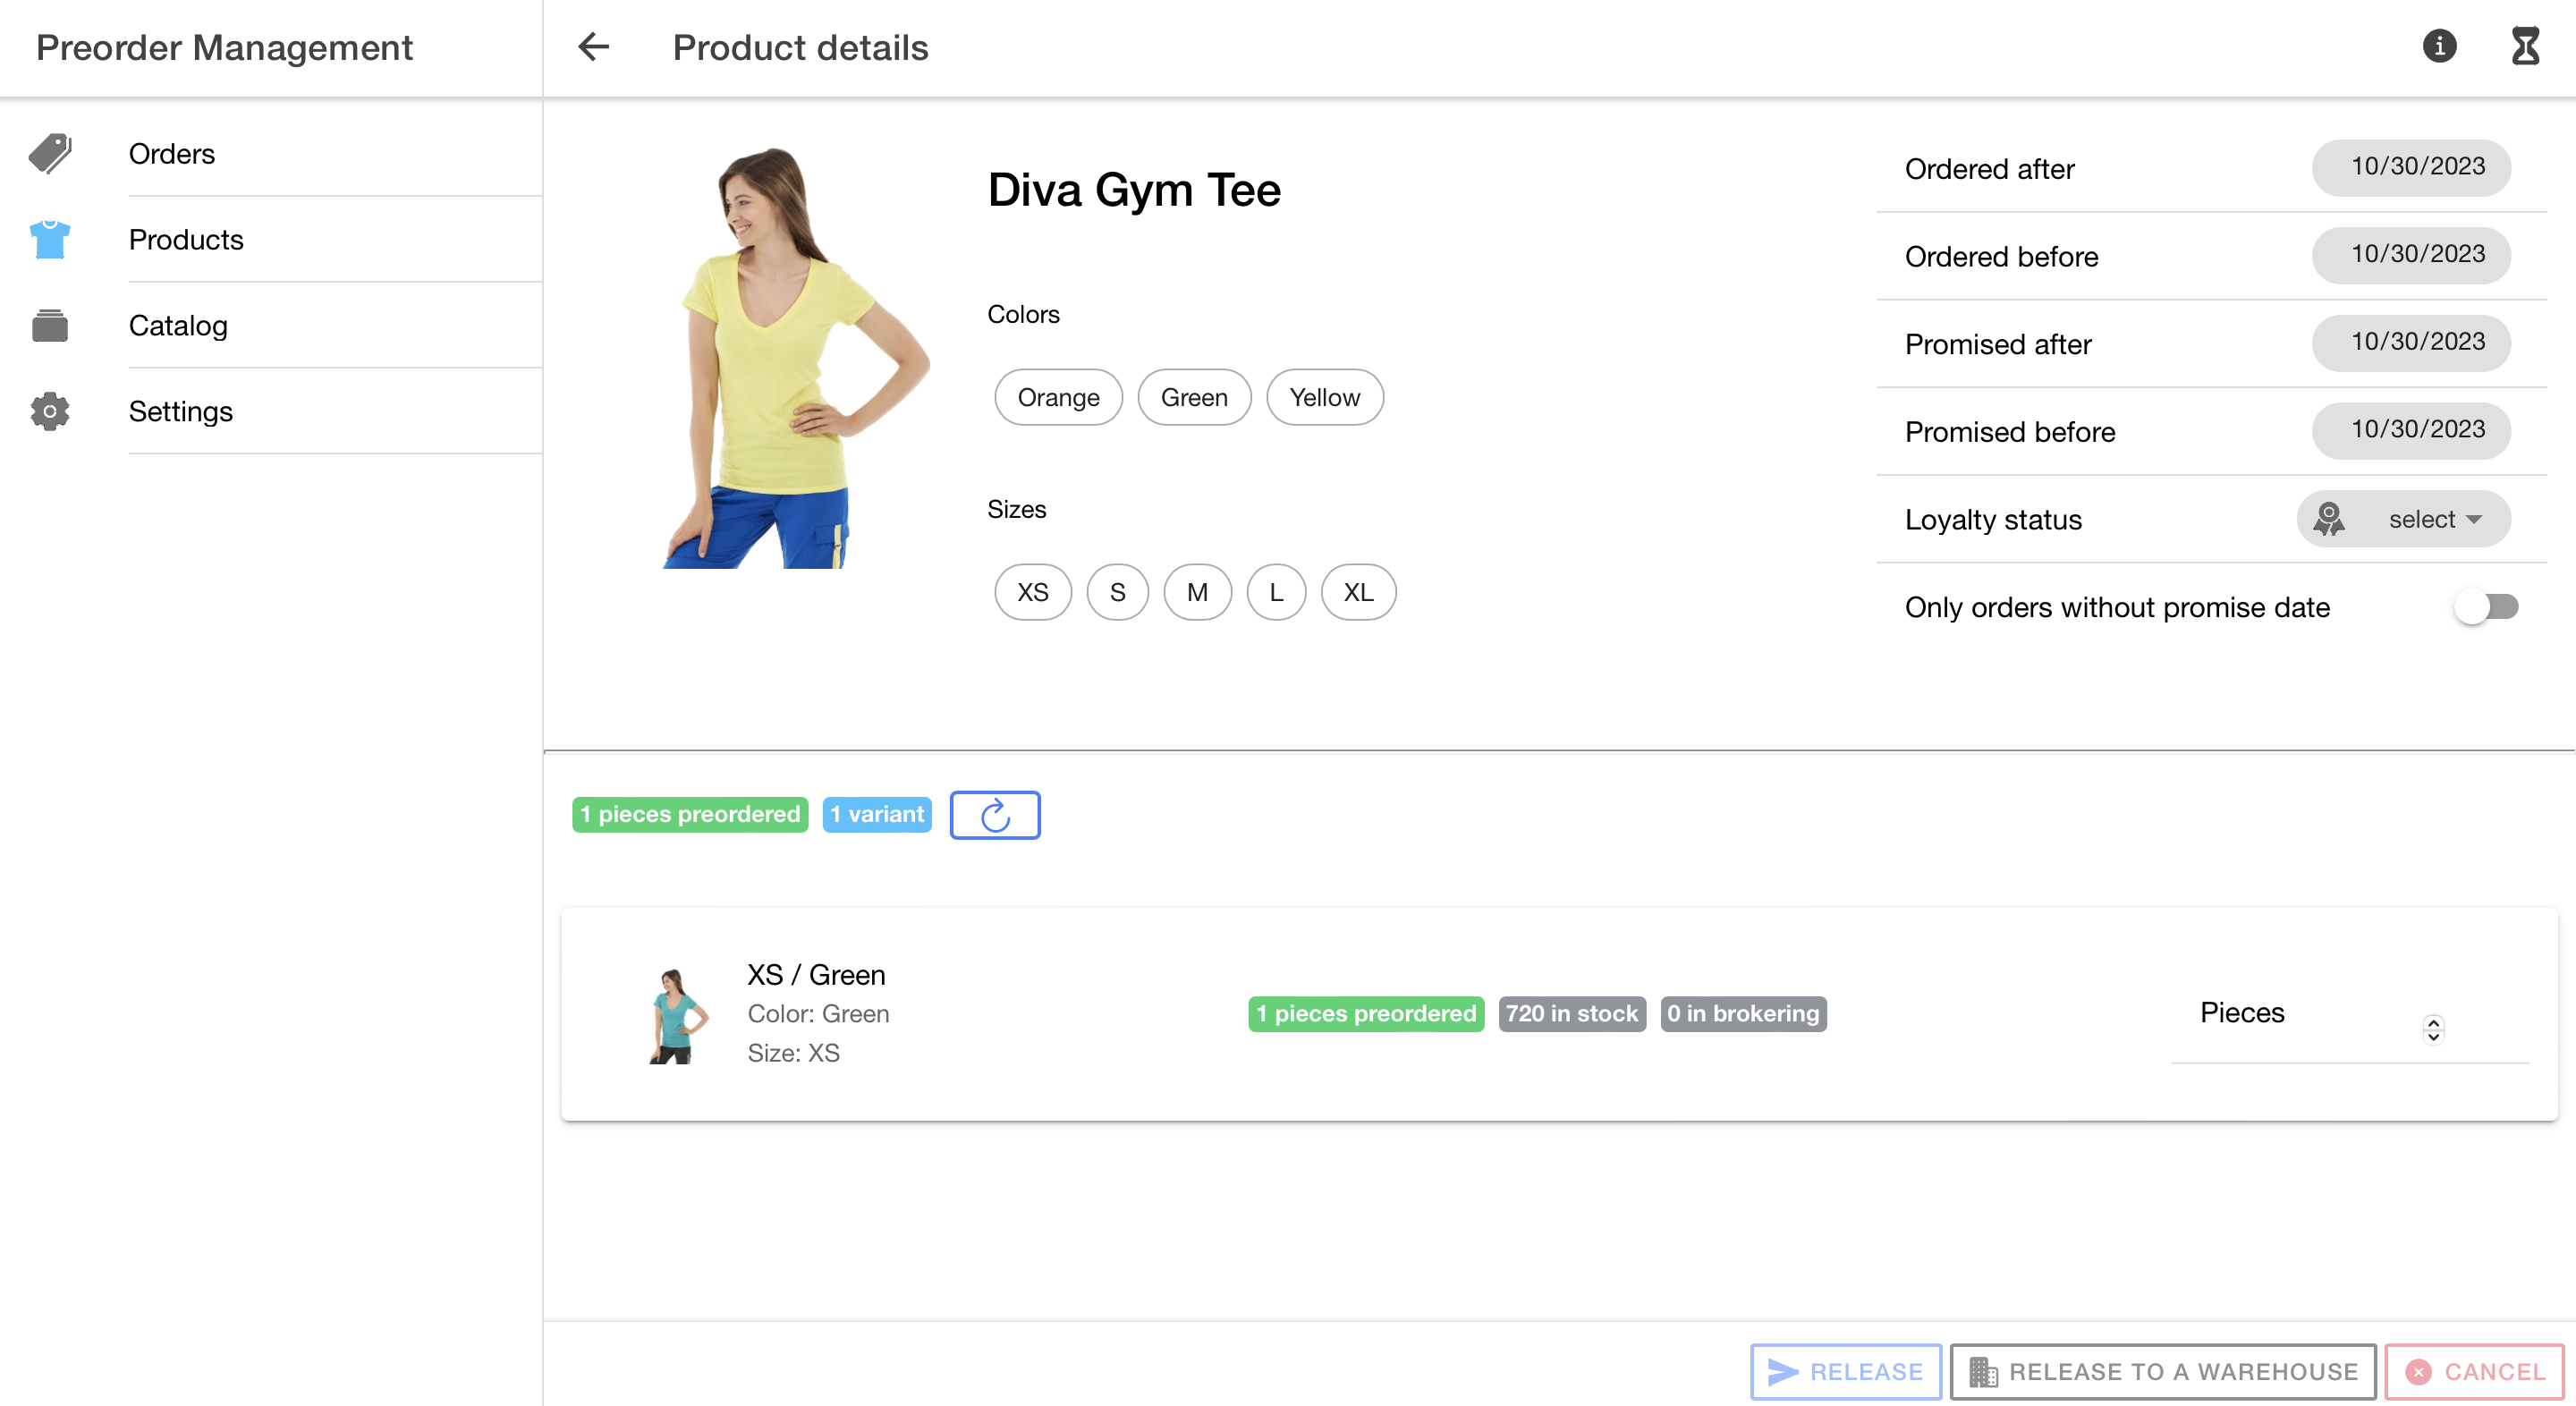 Preorder Management
Product details
Orders
Products
Catalog
Settings
Diva Gym Tee
Colors
Orange Green Yellow
Sizes
XS S M L XL
Ordered after 10/30/2023
Ordered before 10/30/2023
Promised after 10/30/2023
Promised before 10/30/2023
Loyalty status select
Only orders without promise date
1 pieces preordered 1 variant
XS / Green
Color: Green
Size: XS
1 pieces preordered 720 in stock 0 in brokering
Pieces
RELEASE RELEASE TO A WAREHOUSE CANCEL